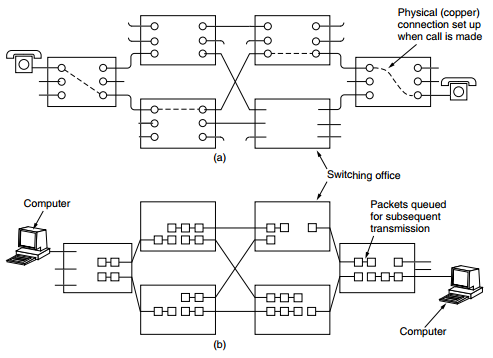 Physical (copper)
connection set up
when call is made
(a)
Switching office
Computer
Packets queued
for subsequent
transmission
Computer
(b)